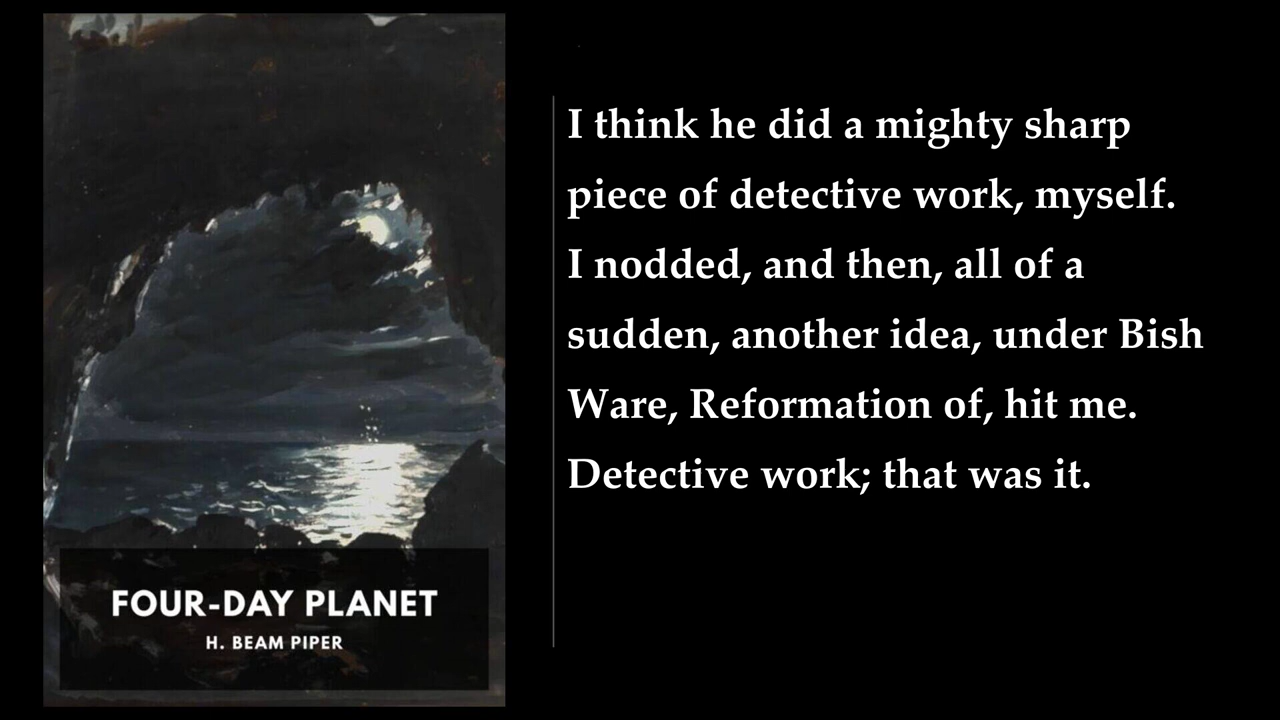 FOUR-DAY PLANET
H. BEAM PIPER
I think he did a mighty sharp
piece of detective work, myself.
I nodded, and then, all of a
sudden, another idea, under Bish
Ware, Reformation of, hit me.
Detective work; that was it.